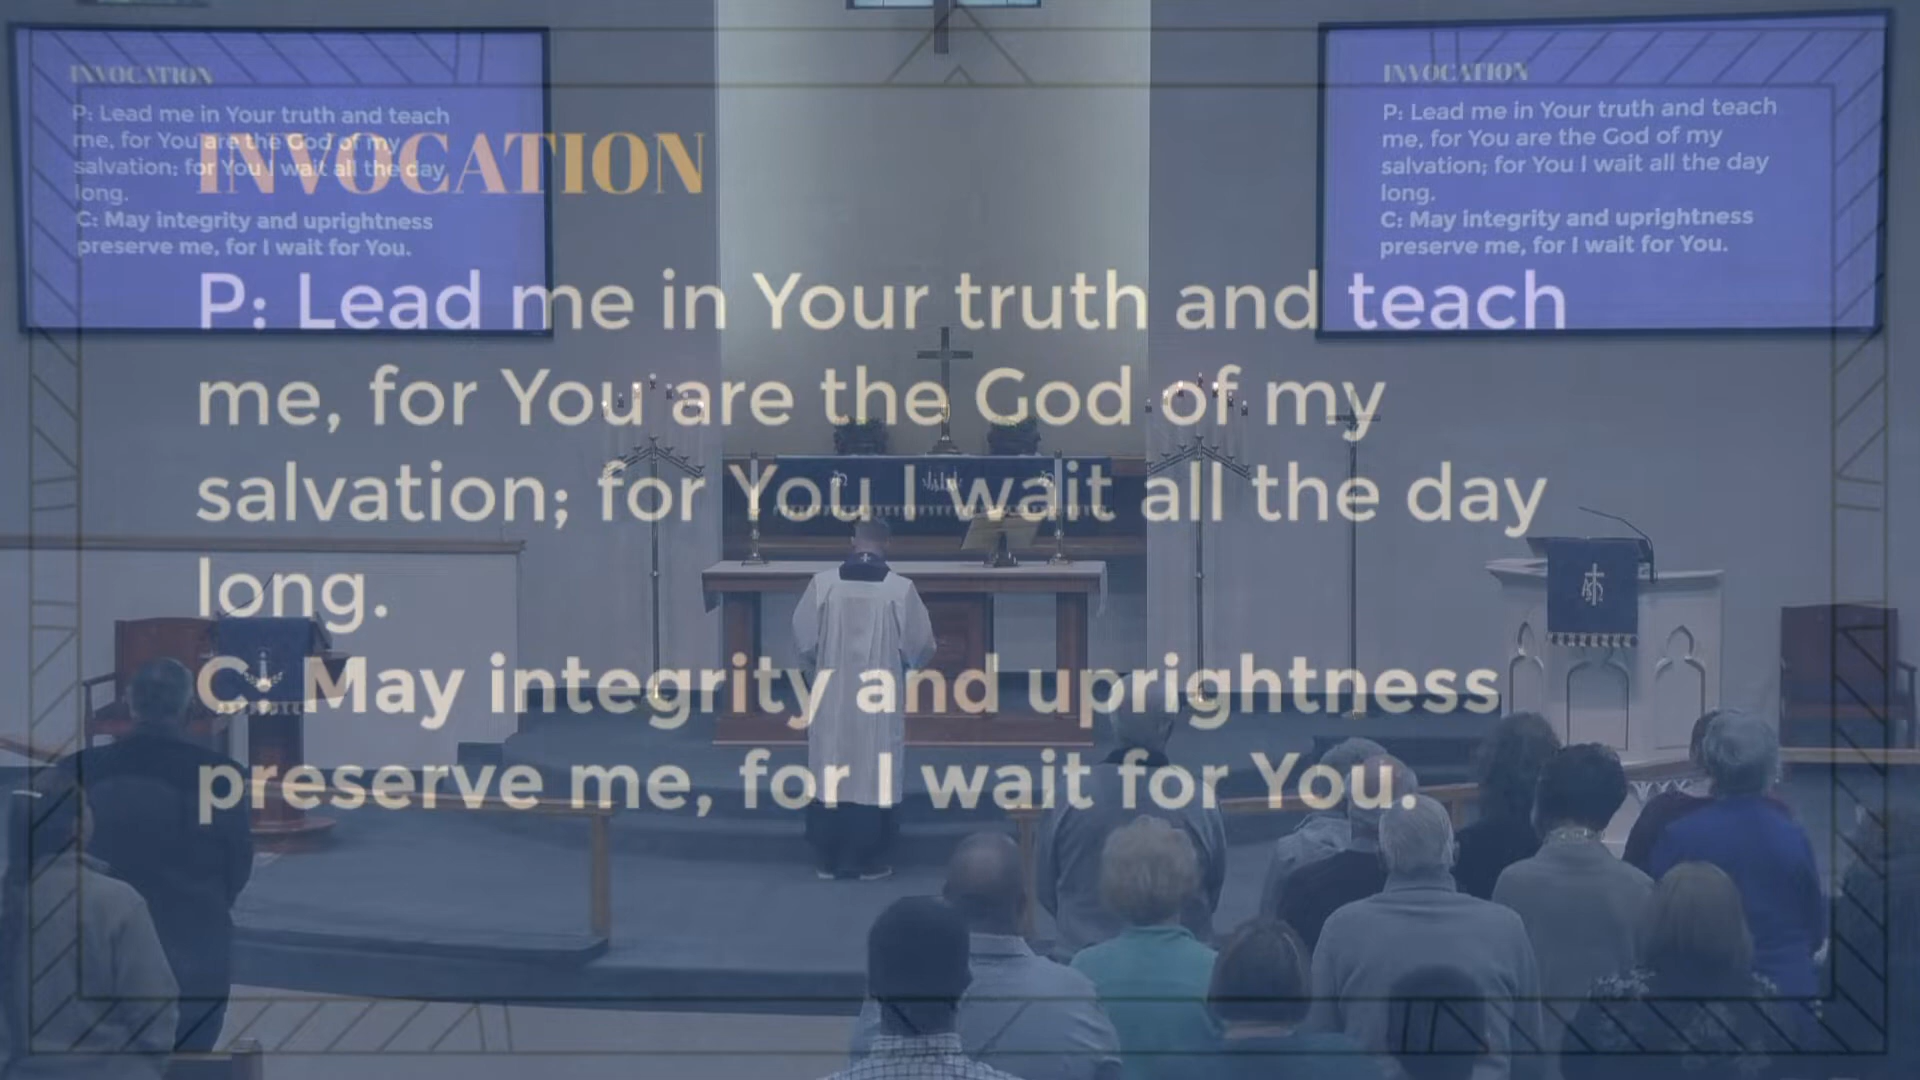 INVOCATION
P: Lead me in Your truth and teach
me, for You are the God of my
salvation; for You I wait all the day
long.
C: May integrity and uprightness
preserve me, for I wait for You.
INVOCATION
P: Lead me in Your truth and teach
me, for You are the God of my
salvation; for You I wait all the day
long.
C: May integrity and uprightness
preserve me, for I wait for You.
INVOCATION
P: Lead me in Your truth and teach
me, for You are the God of my
salvation; for You I wait all the day
long.
C: May integrity and uprightness
preserve me, for I wait for You.